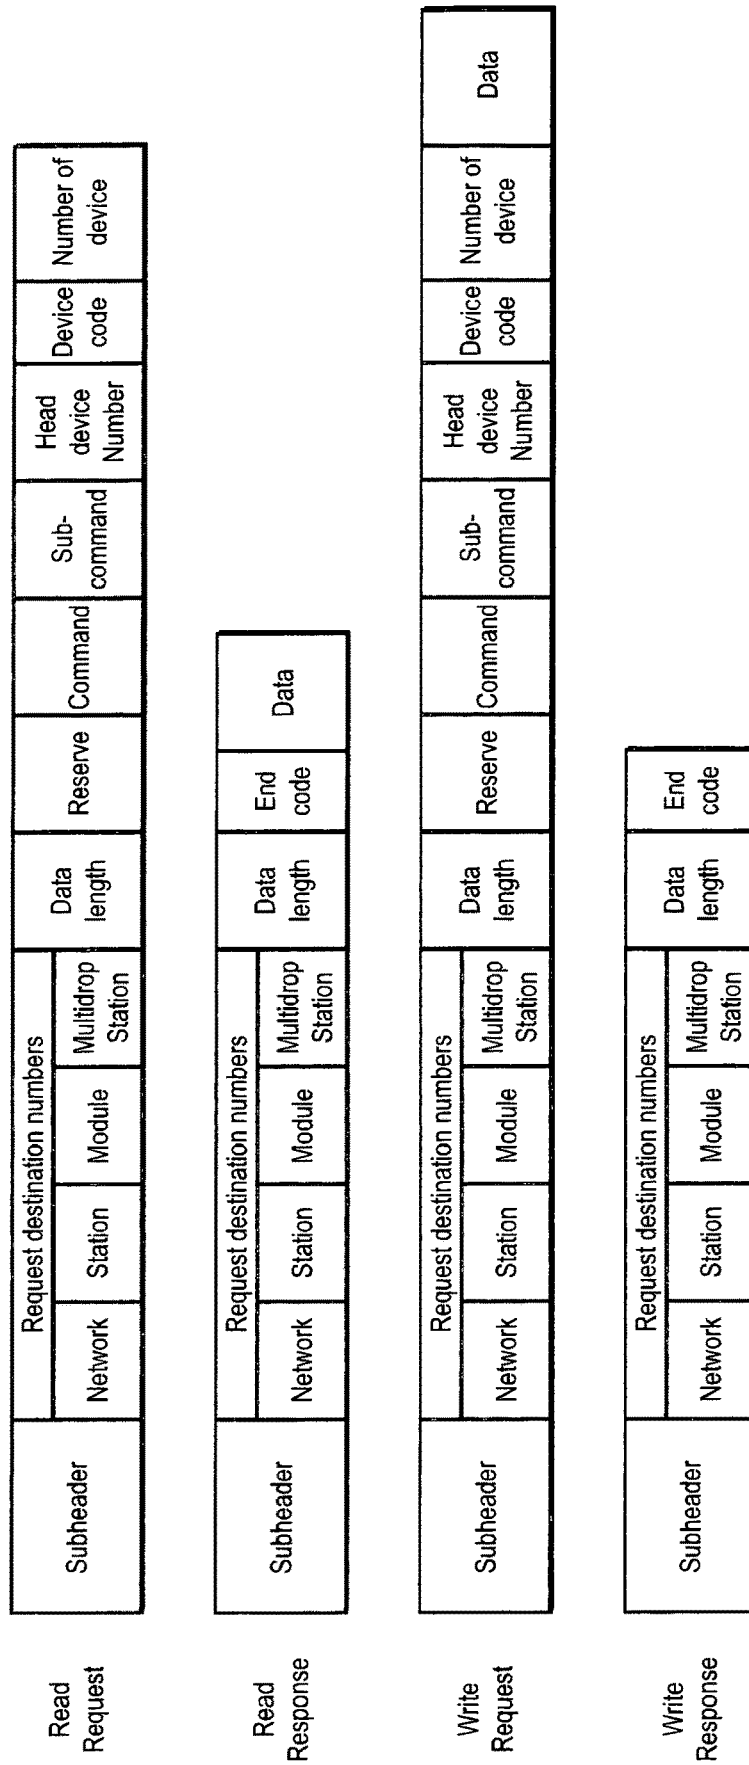 Read
Request
Subheader
Request destination numbers
Network
Station
Module
Multidrop
Station
Data
length
Reserve
Command
Sub-
command
Head
device
Number
Device
code
Number of
device
Read
Response
Subheader
Request destination numbers
Network
Station
Module
Multidrop
Station
Data
length
End
code
Data
Write
Request
Subheader
Request destination numbers
Network
Station
Module
Multidrop
Station
Data
length
Reserve
Command
Sub-
command
Head
device
Number
Device
code
Number of
device
Data
Write
Response
Subheader
Request destination numbers
Network
Station
Module
Multidrop
Station
Data
length
End
code